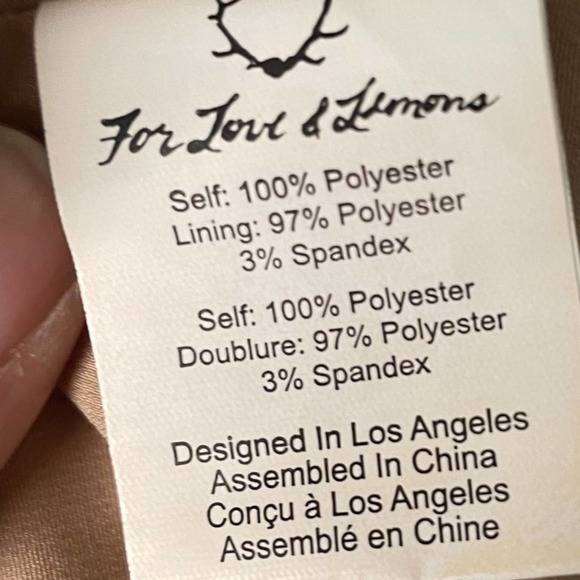 For Love & Lemons
Self: 100% Polyester
Lining: 97% Polyester
3% Spandex
Self: 100% Polyester
Doublure: 97% Polyester
3% Spandex
Designed In Los Angeles
Assembled In China
Conçu à Los Angeles
Assemblé en Chine